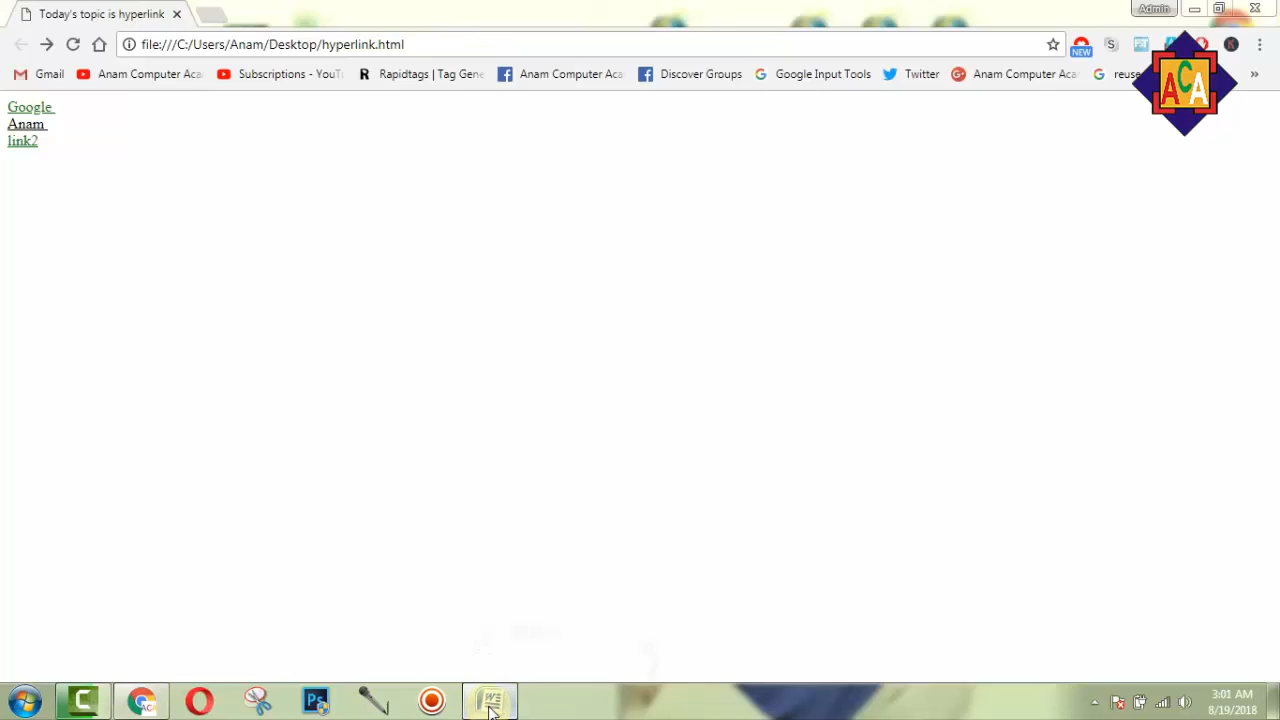 Today's topic is hyperlink
Admin
file:///C:/Users/Anam/Desktop/hyperlink.html
NEW
S
Gmail
Anam Computer Aca
Subscriptions - YouT
R
Rapidtags | Tag Gene
Anam Computer Aca
Discover Groups
Google Input Tools
Twitter
Anam Computer Aca
reuse
»
ACA
Google
Anam
link2
C
AC
Ps
3:01 AM
8/19/2018